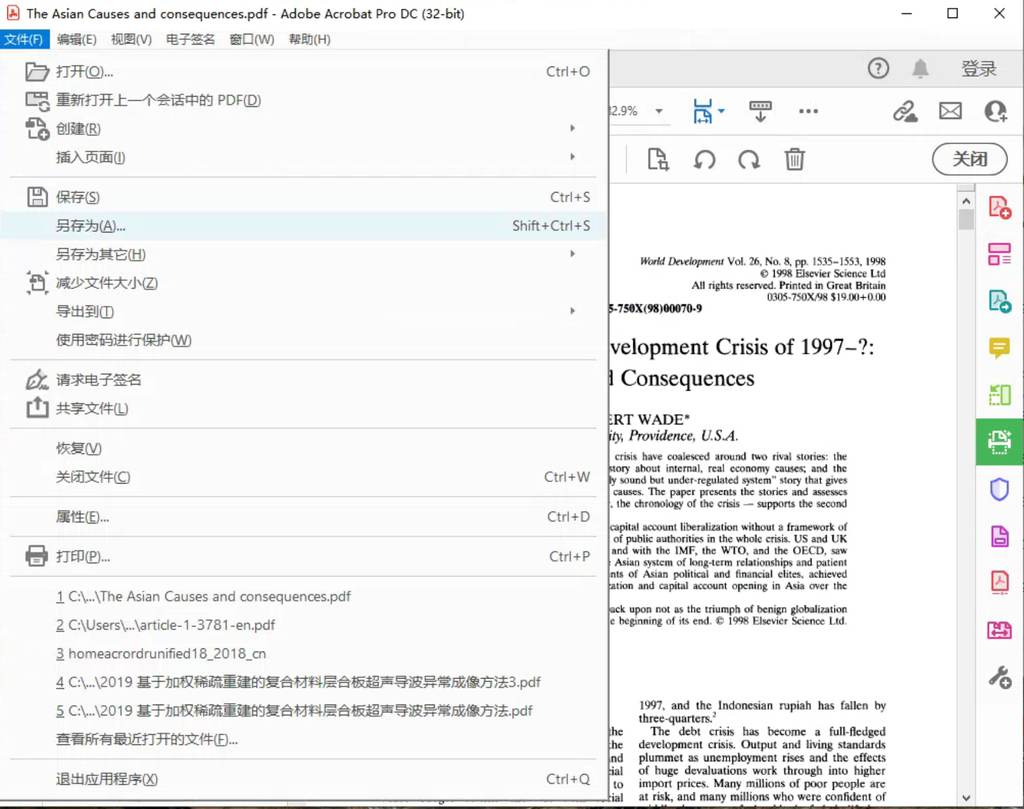 The Asian Causes and consequences.pdf - Adobe Acrobat Pro DC (32-bit)
文件(F) 编辑(E) 视图(V) 电子签名 窗口(W) 帮助(H)
打开(O)... Ctrl+O
重新打开上一个会话中的 PDF(D)
创建(R)
插入页面(I)
保存(S) Ctrl+S
另存为(A)... Shift+Ctrl+S
另存为其它(H)
减少文件大小(Z)
导出到(T)
使用密码进行保护(W)
请求电子签名
共享文件(L)
恢复(V)
关闭文件(C) Ctrl+W
属性(E)... Ctrl+D
打印(P)... Ctrl+P
1 C:\...\The Asian Causes and consequences.pdf
2 C:\Users\...\article-1-3781-en.pdf
3 homeacrordrunified18_2018_cn
4 C:\...\2019 基于加权稀疏重建的复合材料层合板超声导波异常成像方法3.pdf
5 C:\...\2019 基于加权稀疏重建的复合材料层合板超声导波异常成像方法.pdf
查看所有最近打开的文件(F)...
退出应用程序(X) Ctrl+Q
登录
2.9%
关闭
World Development Vol. 26, No. 8, pp. 1535–1553, 1998
© 1998 Elsevier Science Ltd
All rights reserved. Printed in Great Britain
0305-750X/98 $19.00+0.00
5-750X(98)00070-9
velopment Crisis of 1997–?:
Consequences
ERT WADE*
ity, Providence, U.S.A.
crisis have coalesced around two rival stories: the
story about internal, real economy causes; and the
y sound but under-regulated system" story that gives
causes. The paper presents the stories and assesses
, the chronology of the crisis — supports the second
capital account liberalization without a framework of
of public authorities in the whole crisis. US and UK
and with the IMF, the WTO, and the OECD, saw
Asian system of long-term relationships and patient
nts of Asian political and financial elites, achieved
ation and capital account opening in Asia over the
ack upon not as the triumph of benign globalization
e beginning of its end. © 1998 Elsevier Science Ltd.
1997, and the Indonesian rupiah has fallen by
three-quarters.²
the The debt crisis has become a full-fledged
the development crisis. Output and living standards
and plummet as unemployment rises and the effects
ial of huge devaluations work through into higher
to import prices. Many millions of poor people are
ial at risk, and many millions who were confident of